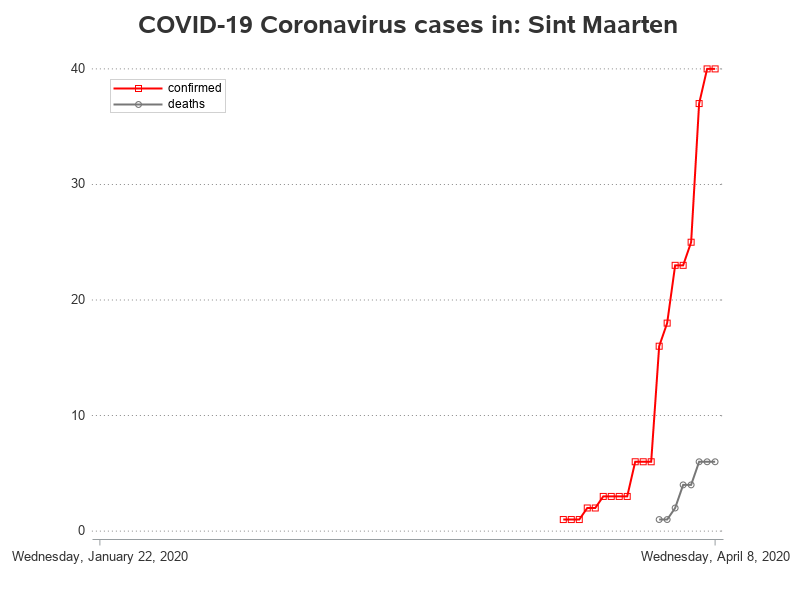 COVID-19 Coronavirus cases in: Sint Maarten
40
confirmed
deaths
30
20
10
0
Wednesday, January 22, 2020
Wednesday, April 8, 2020